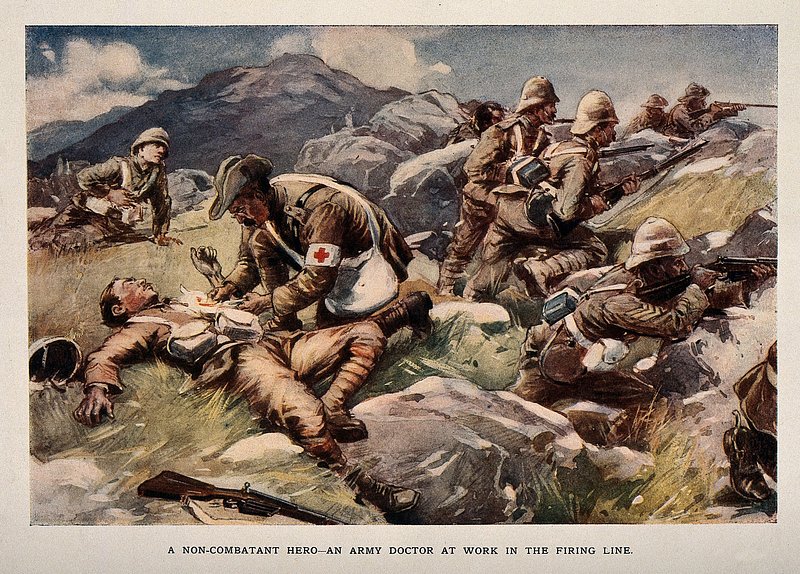 A NON-COMBATANT HERO—AN ARMY DOCTOR AT WORK IN THE FIRING LINE.